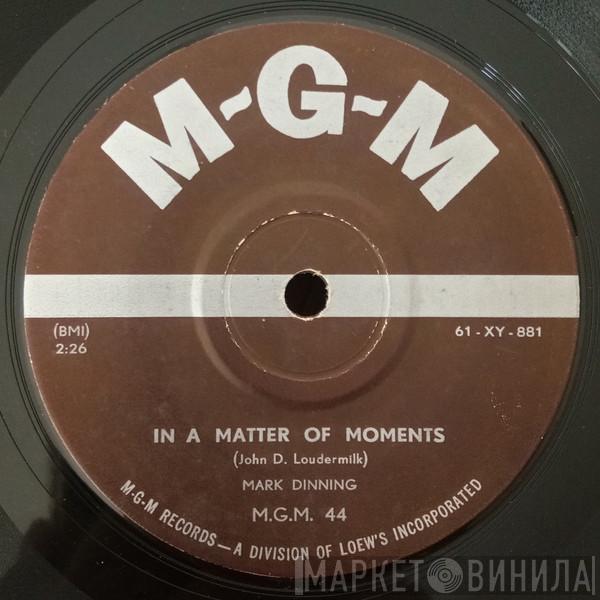 M-G-M
(BMI)
2:26
61-XY-881
IN A MATTER OF MOMENTS
(John D. Loudermilk)
MARK DINNING
M.G.M. 44
M-G-M RECORDS—A DIVISION OF LOEW'S INCORPORATED
МАРКЕТ ВИНИЛА